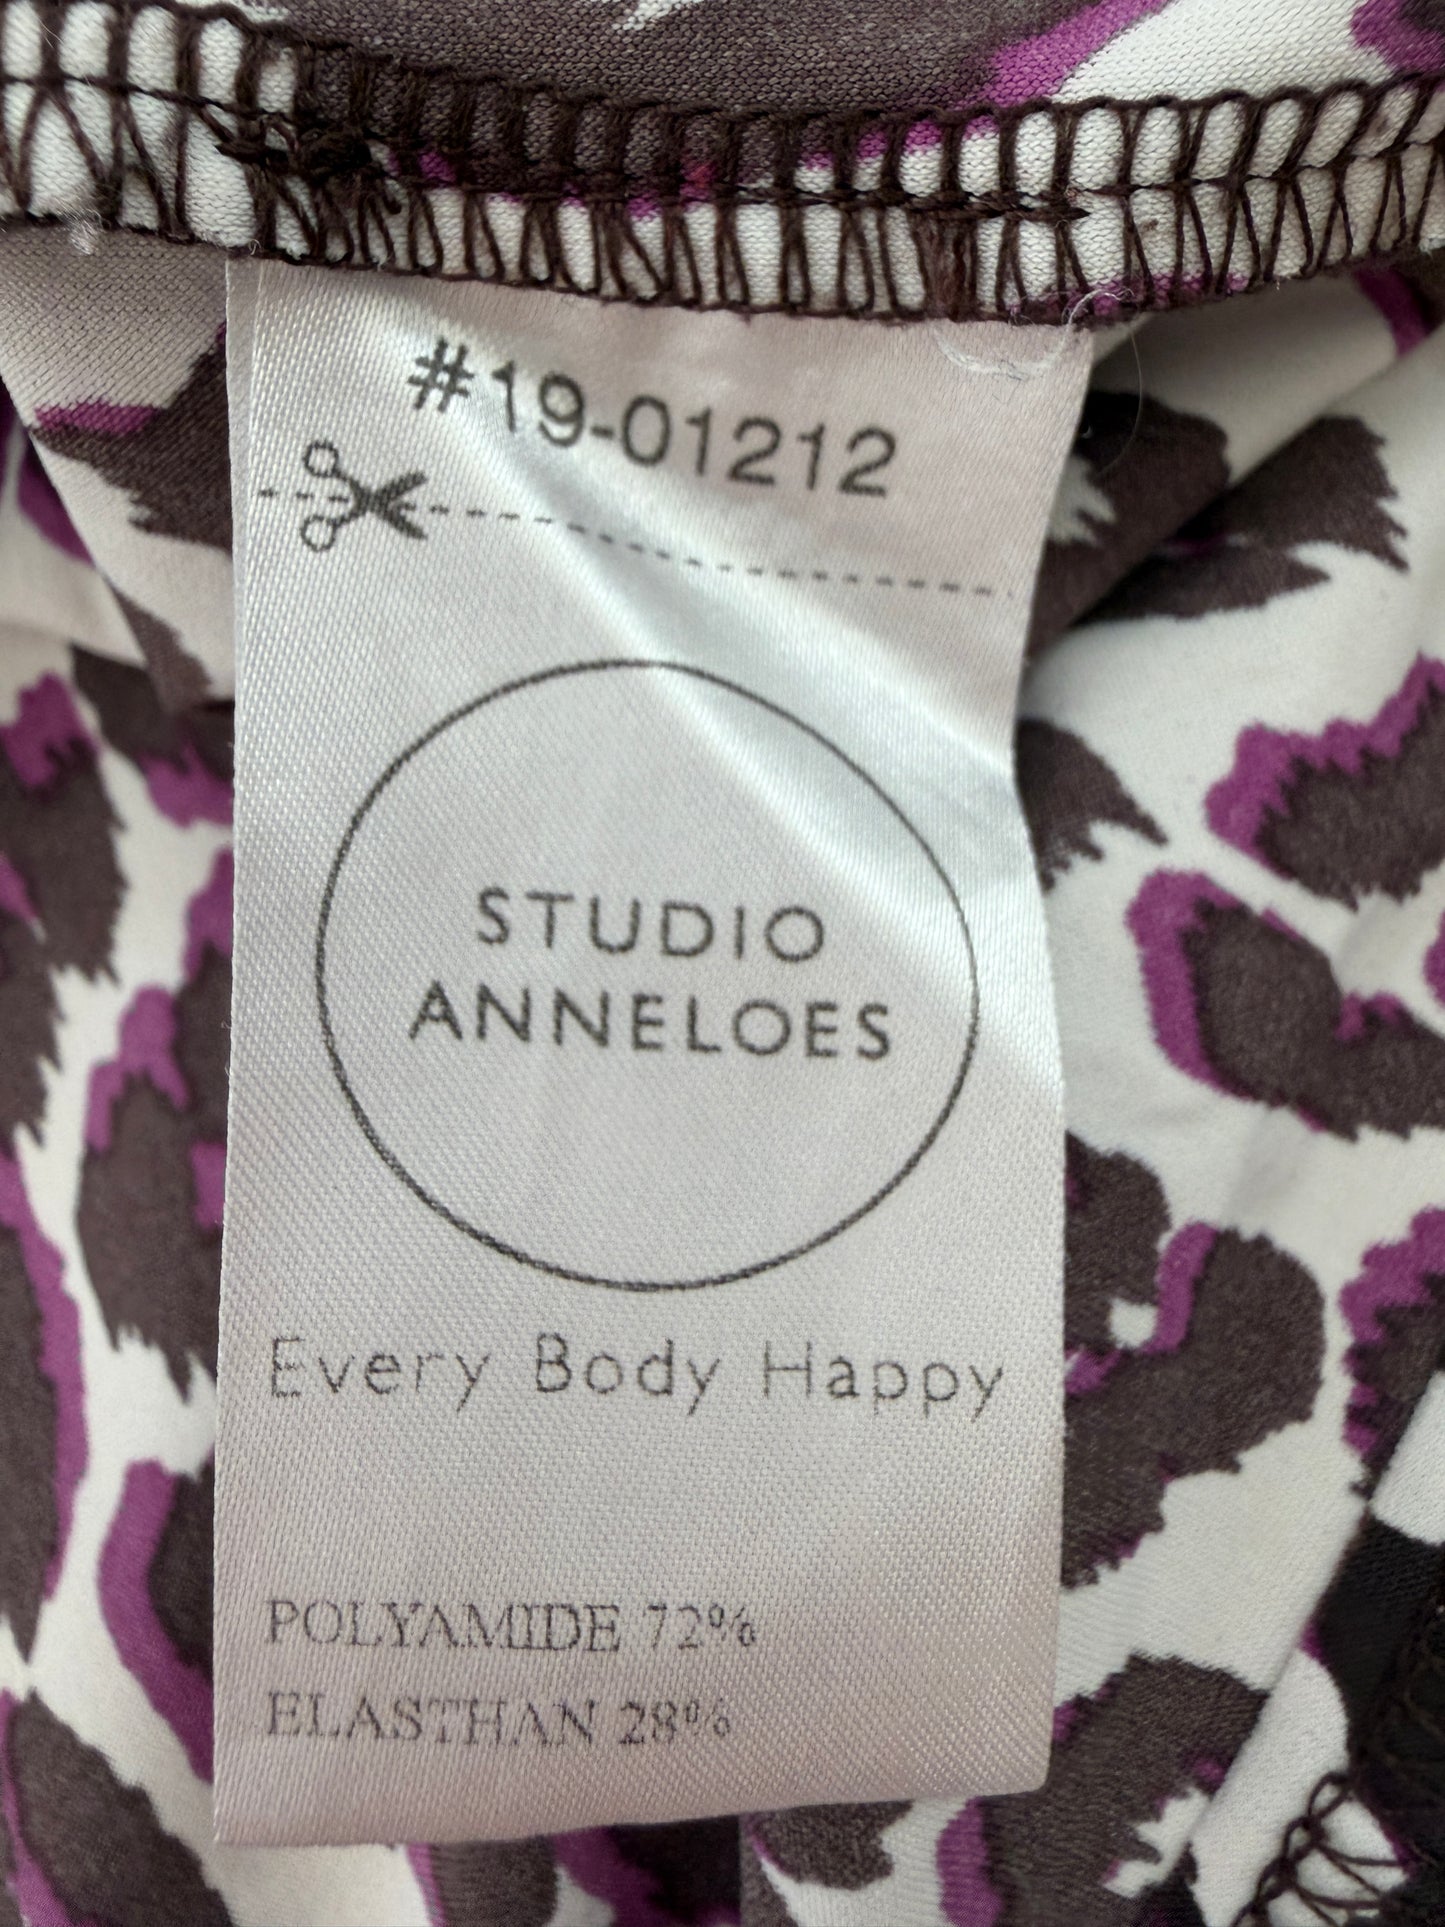 #19-01212
STUDIO
ANNELOES
Every Body Happy
POLYAMIDE 72%
ELASTHAN 28%